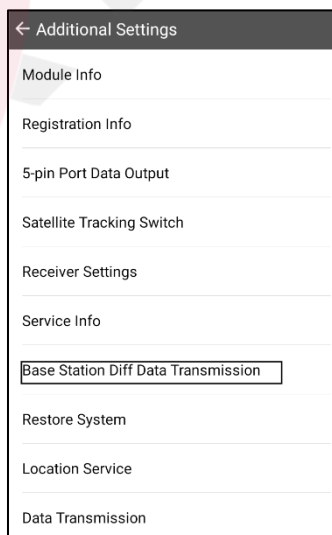 Additional Settings
Module Info
Registration Info
5-pin Port Data Output
Satellite Tracking Switch
Receiver Settings
Service Info
Base Station Diff Data Transmission
Restore System
Location Service
Data Transmission